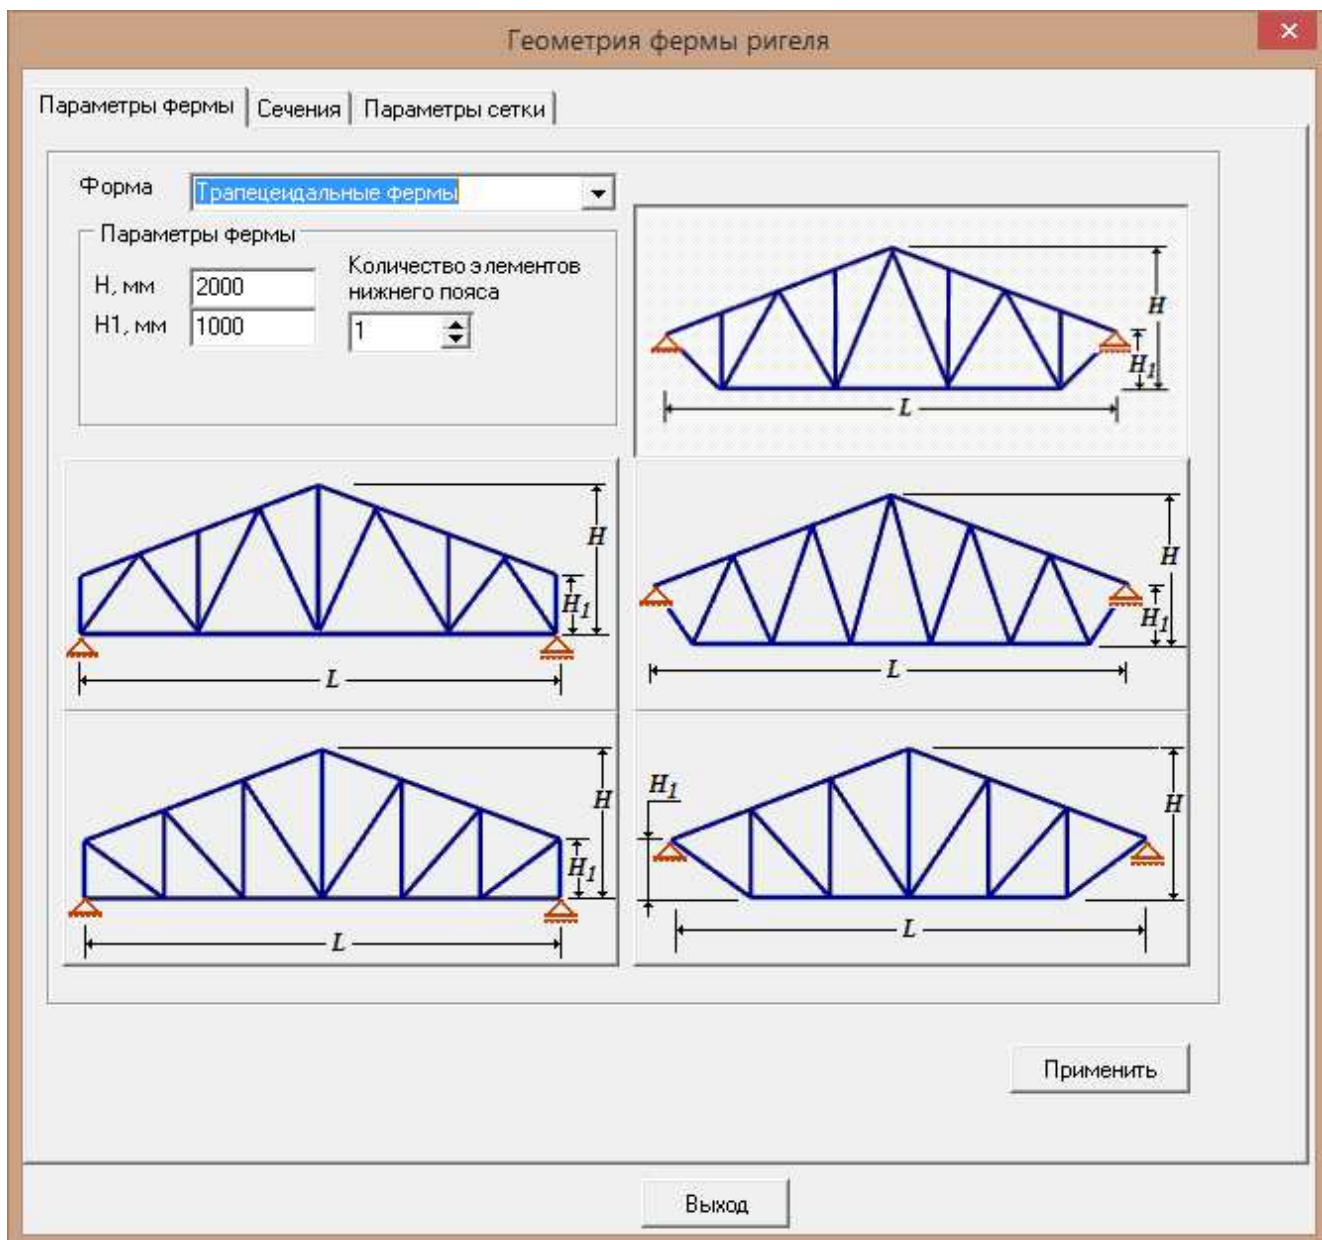 Геометрия фермы ригеля
Параметры фермы Сечения Параметры сетки
Форма Трапецеидальные фермы
Параметры фермы
Количество элементов
нижнего пояса
H, мм 2000
H1, мм 1000
1
H
H1
L
H
H1
L
H
H1
L
H
H1
L
H1
H
L
Применить
Выход